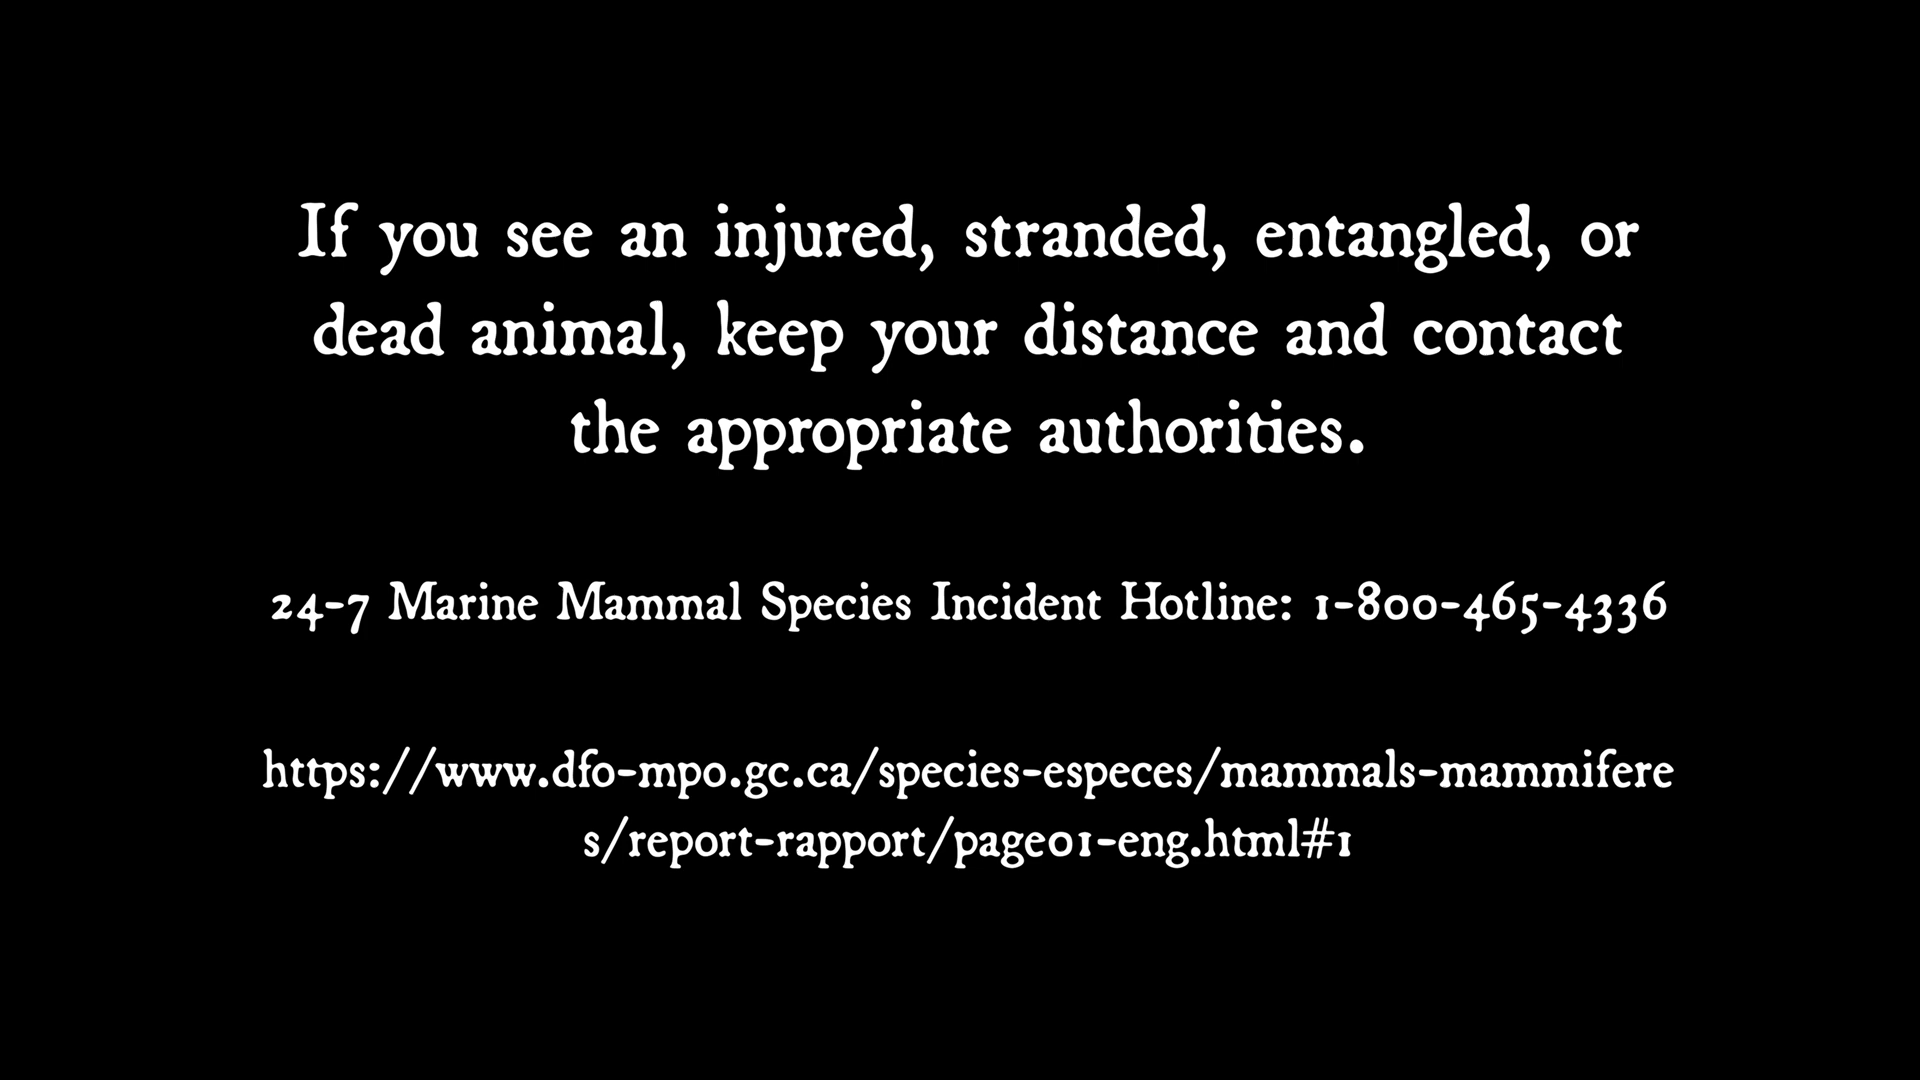 If you see an injured, stranded, entangled, or
dead animal, keep your distance and contact
the appropriate authorities.
24-7 Marine Mammal Species Incident Hotline: 1-800-465-4336
https://www.dfo-mpo.gc.ca/species-especes/mammals-mammifere
s/report-rapport/page01-eng.html#1